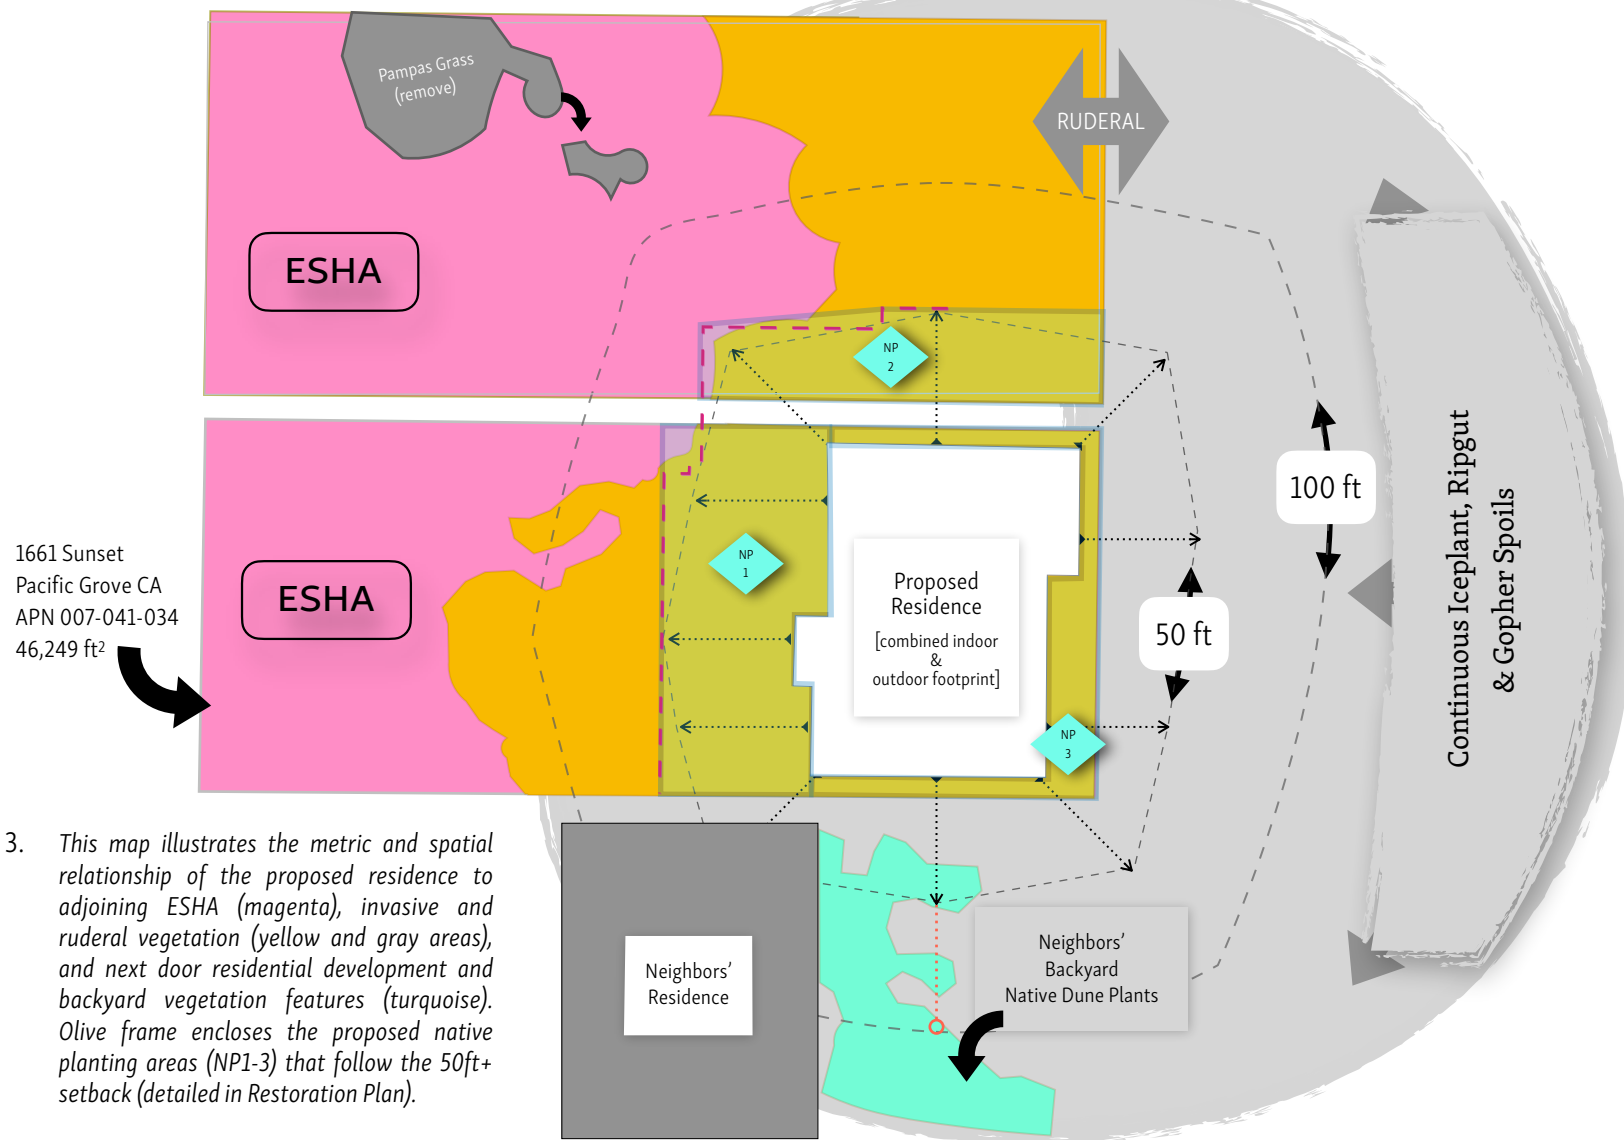 Pampas Grass
(remove)
RUDERAL
ESHA
NP
2
100 ft
Continuous Iceplant, Ripgut
& Gopher Spoils
1661 Sunset
Pacific Grove CA
APN 007-041-034
46,249 ft²
ESHA
NP
1
Proposed
Residence
[combined indoor
&
outdoor footprint]
50 ft
NP
3
3. This map illustrates the metric and spatial
relationship of the proposed residence to
adjoining ESHA (magenta), invasive and
ruderal vegetation (yellow and gray areas),
and next door residential development and
backyard vegetation features (turquoise).
Olive frame encloses the proposed native
planting areas (NP1-3) that follow the 50ft+
setback (detailed in Restoration Plan).
Neighbors’
Residence
Neighbors’
Backyard
Native Dune Plants